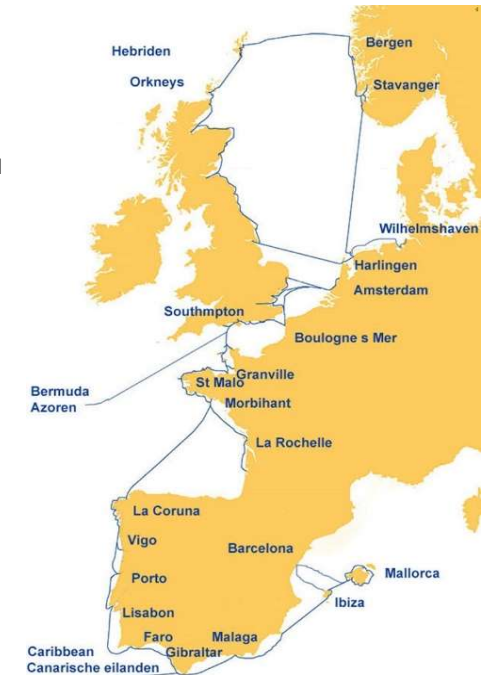 Hebriden
Bergen
Orkneys
Stavanger
Wilhelmshaven
Harlingen
Amsterdam
Southmpton
Boulogne s Mer
Granville
St Malo
Bermuda
Azoren
Morbihant
La Rochelle
La Coruna
Vigo
Barcelona
Porto
Mallorca
Ibiza
Lisabon
Faro
Malaga
Caribbean
Gibraltar
Canarische eilanden